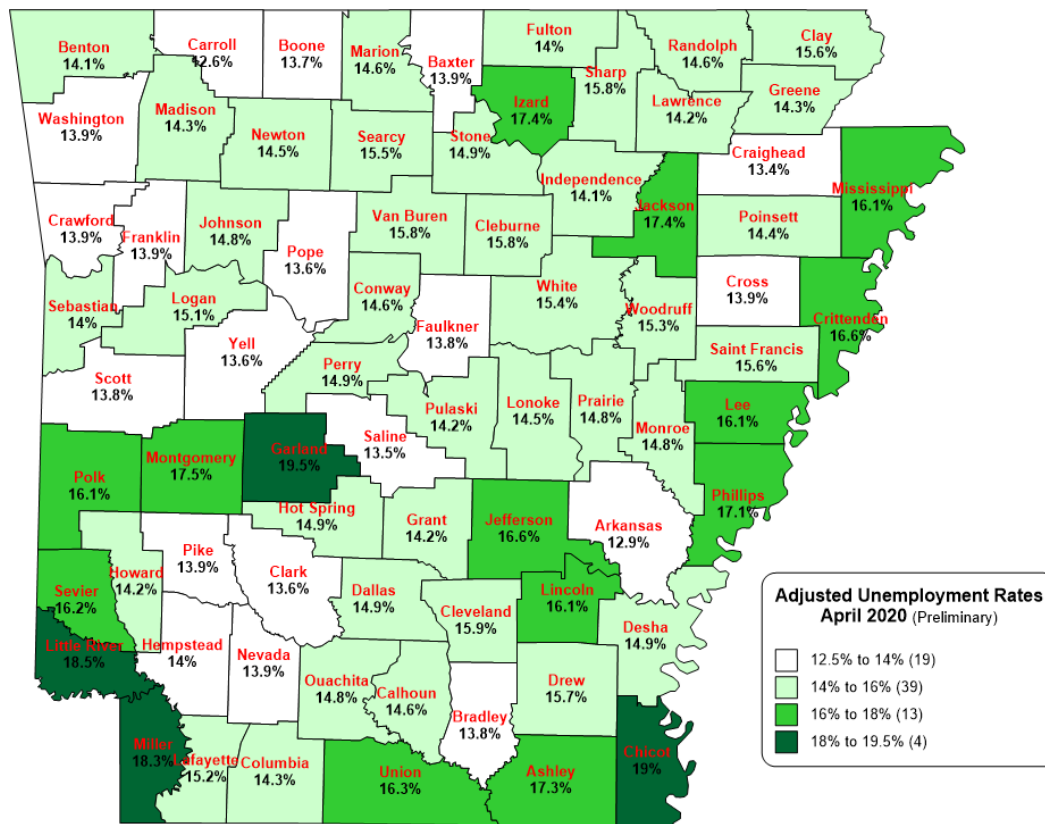 Benton
14.1%
Carroll
12.6%
Boone
13.7%
Marion
14.6%
Baxter
13.9%
Fulton
14%
Randolph
14.6%
Clay
15.6%
Sharp
15.8%
Izard
17.4%
Lawrence
14.2%
Greene
14.3%
Washington
13.9%
Madison
14.3%
Newton
14.5%
Searcy
15.5%
Stone
14.9%
Craighead
13.4%
Independence
14.1%
Mississippi
16.1%
Jackson
17.4%
Crawford
13.9%
Franklin
13.9%
Johnson
14.8%
Pope
13.6%
Van Buren
15.8%
Cleburne
15.8%
Poinsett
14.4%
Sebastian
14%
Logan
15.1%
Conway
14.6%
White
15.4%
Woodruff
15.3%
Cross
13.9%
Crittenden
16.6%
Faulkner
13.8%
Yell
13.6%
Saint Francis
15.6%
Scott
13.8%
Perry
14.9%
Pulaski
14.2%
Lonoke
14.5%
Prairie
14.8%
Monroe
14.8%
Lee
16.1%
Garland
19.5%
Saline
13.5%
Montgomery
17.5%
Polk
16.1%
Phillips
17.1%
Hot Spring
14.9%
Grant
14.2%
Jefferson
16.6%
Arkansas
12.9%
Pike
13.9%
Howard
14.2%
Clark
13.6%
Sevier
16.2%
Dallas
14.9%
Cleveland
15.9%
Lincoln
16.1%
Desha
14.9%
Little River
18.5%
Hempstead
14%
Nevada
13.9%
Ouachita
14.8%
Calhoun
14.6%
Bradley
13.8%
Drew
15.7%
Miller
18.3%
Lafayette
15.2%
Columbia
14.3%
Union
16.3%
Ashley
17.3%
Chicot
19%
Adjusted Unemployment Rates
April 2020 (Preliminary)
12.5% to 14% (19)
14% to 16% (39)
16% to 18% (13)
18% to 19.5% (4)